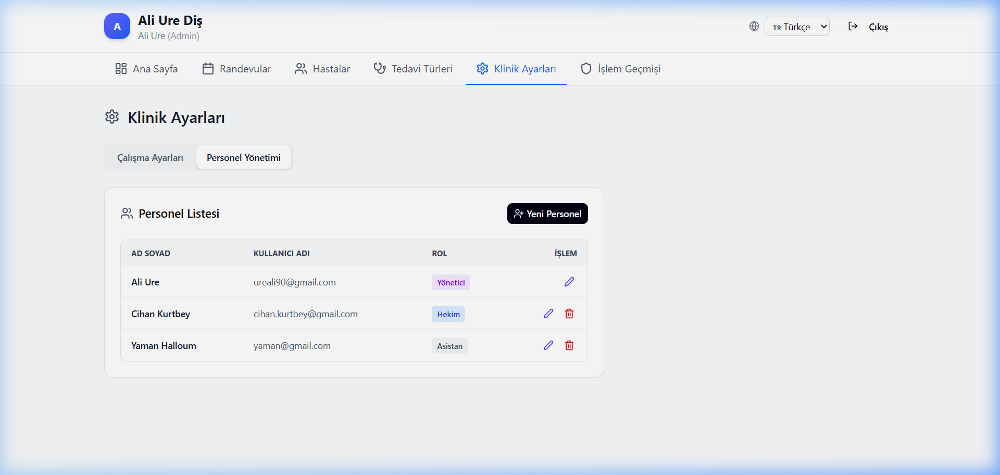 A
Ali Ure Diş
Ali Ure (Admin)
TR Türkçe
Çıkış
Ana Sayfa
Randevular
Hastalar
Tedavi Türleri
Klinik Ayarları
İşlem Geçmişi
Klinik Ayarları
Çalışma Ayarları
Personel Yönetimi
Personel Listesi
Yeni Personel
AD SOYAD KULLANICI ADI ROL İŞLEM
Ali Ure ureali90@gmail.com Yönetici
Cihan Kurtbey cihan.kurtbey@gmail.com Hekim
Yaman Halloum yaman@gmail.com Asistan